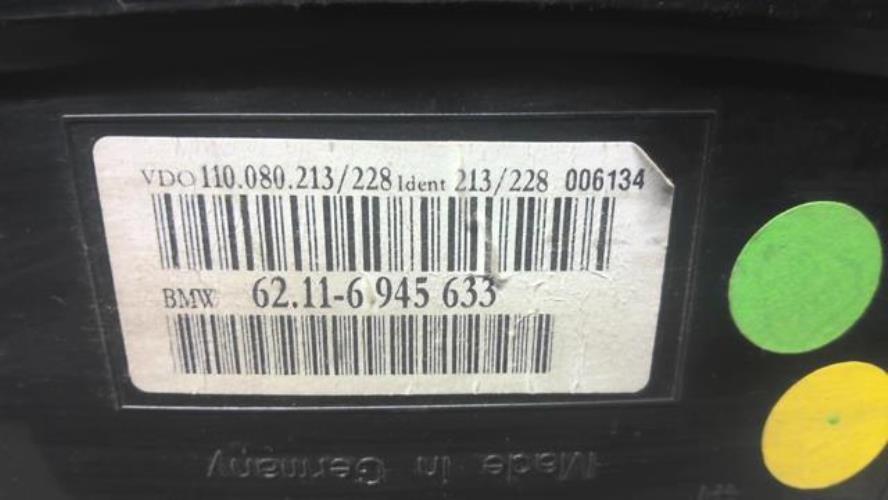 VDO 110.080.213/228 Ident 213/228 006134
BMW 62.11-6 945 633
Made In Germany